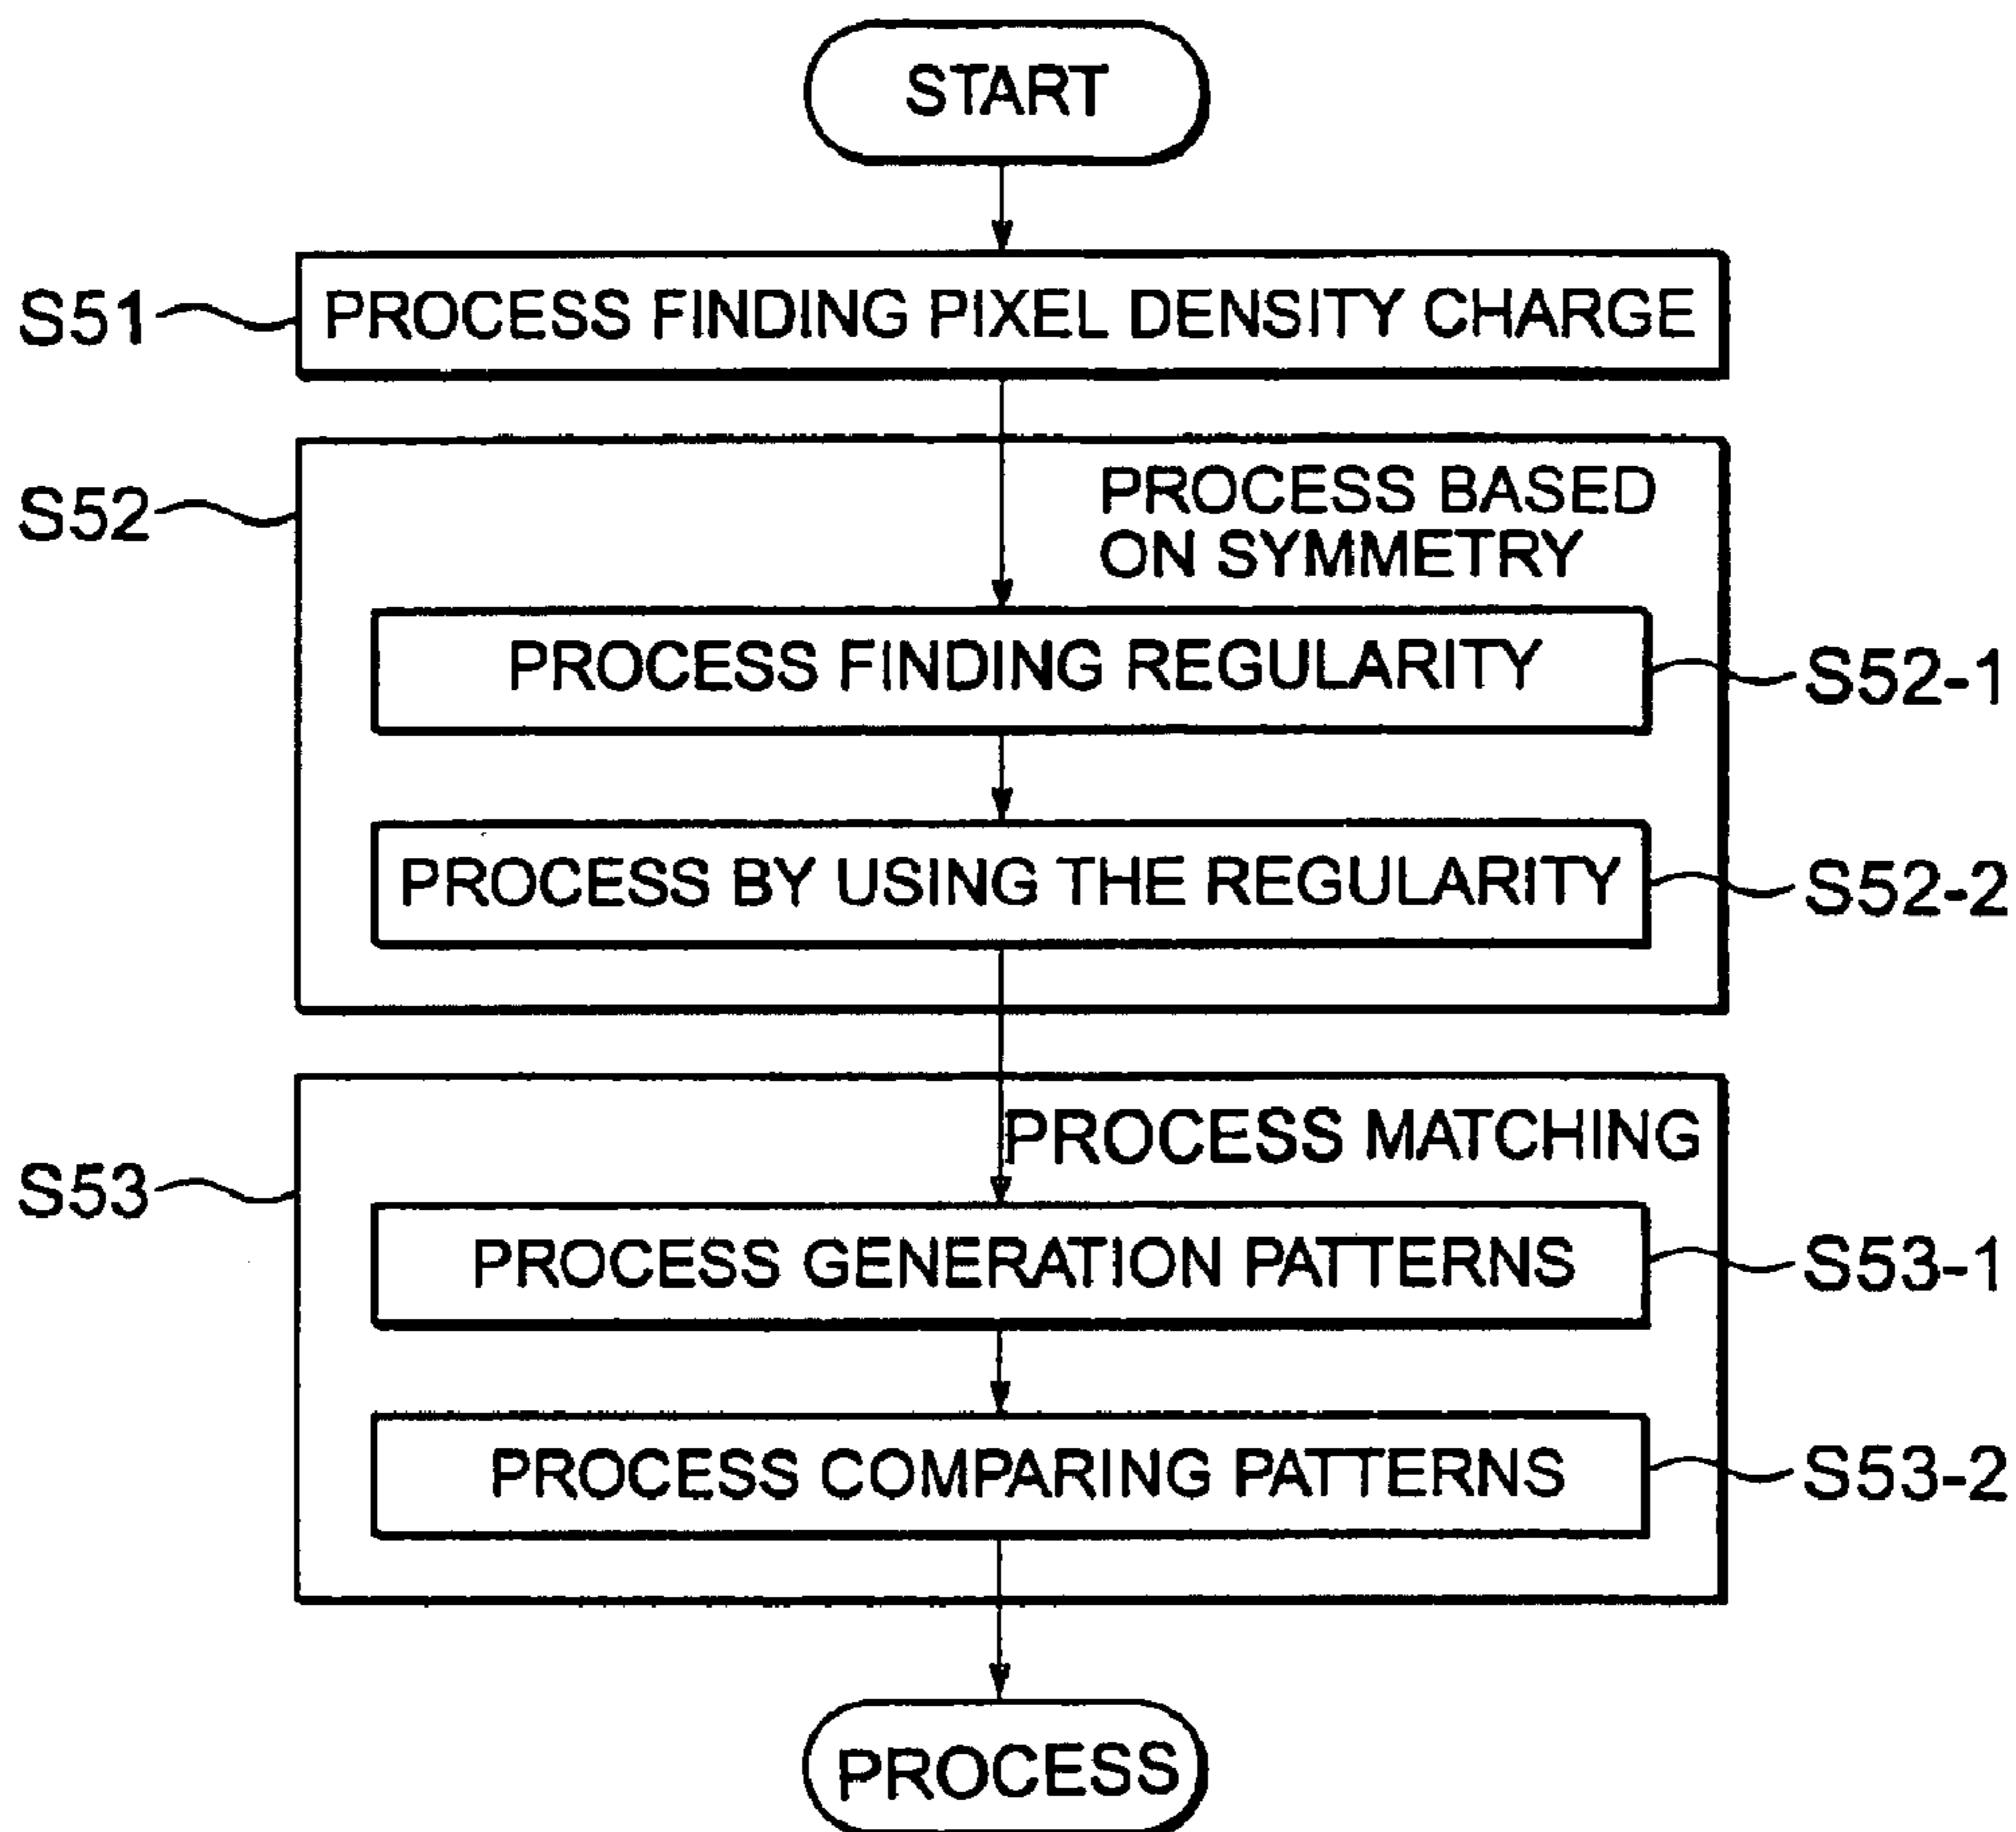 START
S51
PROCESS FINDING PIXEL DENSITY CHARGE
S52
PROCESS BASED
ON SYMMETRY
PROCESS FINDING REGULARITY
S52-1
PROCESS BY USING THE REGULARITY
S52-2
PROCESS MATCHING
S53
PROCESS GENERATION PATTERNS
S53-1
PROCESS COMPARING PATTERNS
S53-2
PROCESS